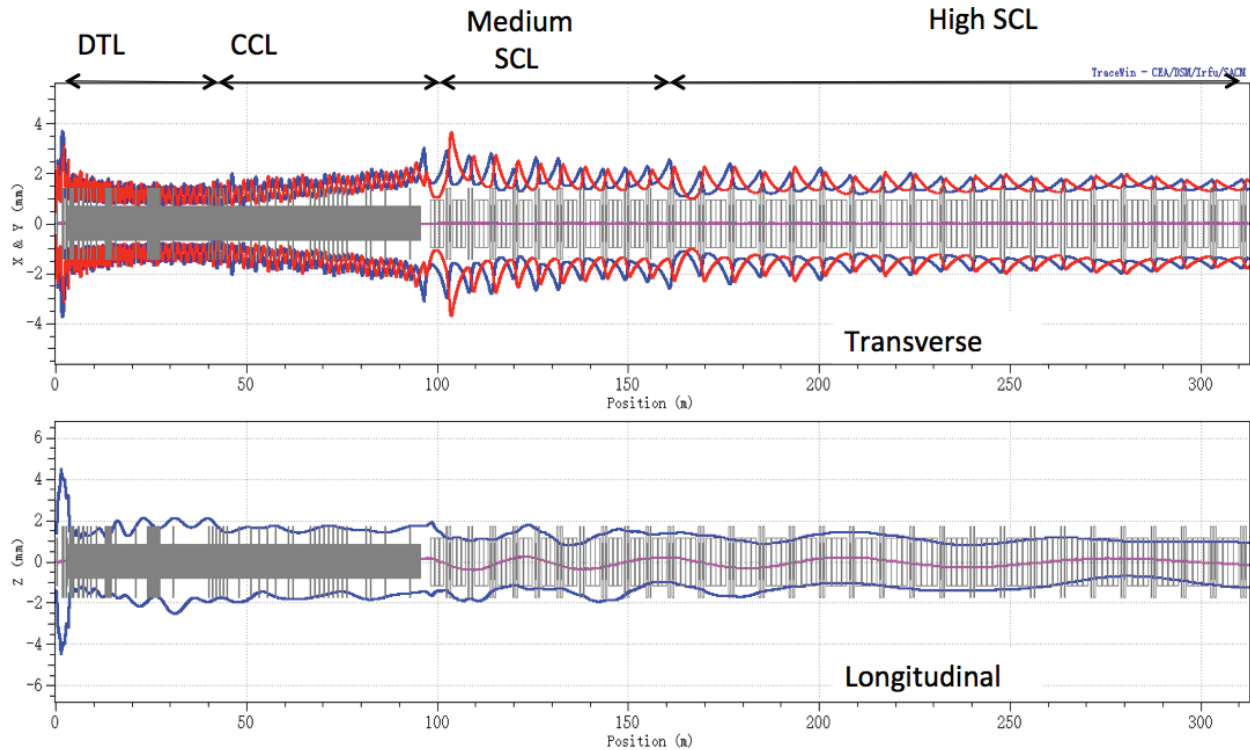 DTL
CCL
Medium
SCL
High SCL
TraceWin - CEA/DSM/Irfu/SACM
4
2
0
-2
-4
X & Y (mm)
Transverse
0 50 100 150 200 250 300
Position (m)
6
4
2
0
-2
-4
-6
Z (mm)
Longitudinal
0 50 100 150 200 250 300
Position (m)